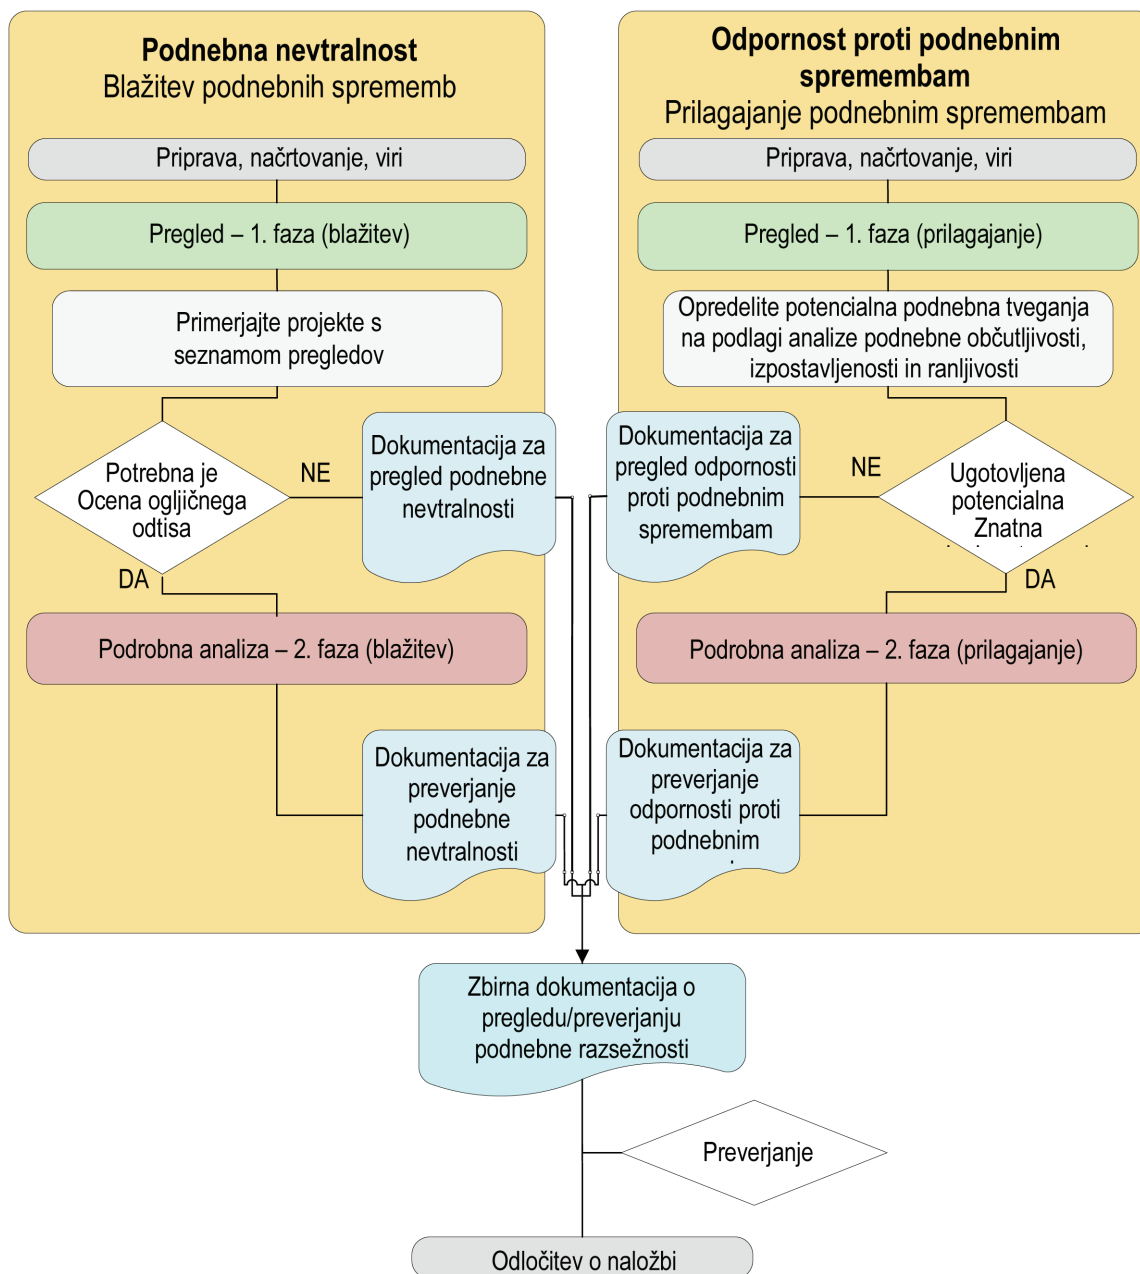 Podnebna nevtralnost
Blažitev podnebnih sprememb
Priprava, načrtovanje, viri
Pregled – 1. faza (blažitev)
Primerjajte projekte s
seznamom pregledov
Potrebna je
Ocena ogljičnega
odtisa
NE
Dokumentacija za
pregled podnebne
nevtralnosti
DA
Podrobna analiza – 2. faza (blažitev)
Dokumentacija za
preverjanje
podnebne
nevtralnosti
Odpornost proti podnebnim
spremembam
Prilagajanje podnebnim spremembam
Priprava, načrtovanje, viri
Pregled – 1. faza (prilagajanje)
Opredelite potencialna podnebna tveganja
na podlagi analize podnebne občutljivosti,
izpostavljenosti in ranljivosti
Dokumentacija za
pregled odpornosti
proti podnebnim
spremembam
NE
Ugotovljena
potencialna
Znatna
DA
Podrobna analiza – 2. faza (prilagajanje)
Dokumentacija za
preverjanje
odpornosti proti
podnebnim
Zbirna dokumentacija o
pregledu/preverjanju
podnebne razsežnosti
Preverjanje
Odločitev o naložbi